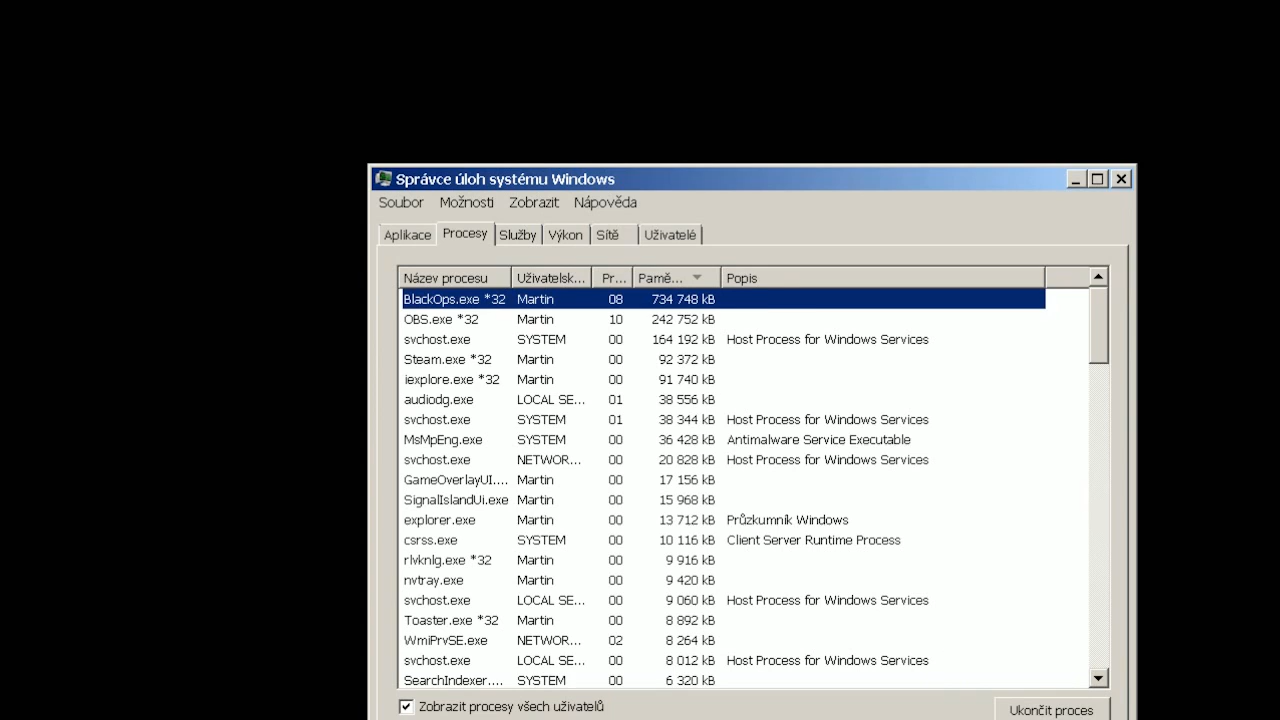 Správce úloh systému Windows
Soubor Možnosti Zobrazit Nápověda
Aplikace Procesy Služby Výkon Sítě Uživatelé
Název procesu Uživatelsk... Pr... Pamě... Popis
BlackOps.exe *32 Martin 08 734 748 kB
OBS.exe *32 Martin 10 242 752 kB
svchost.exe SYSTEM 00 164 192 kB Host Process for Windows Services
Steam.exe *32 Martin 00 92 372 kB
iexplore.exe *32 Martin 00 91 740 kB
audiodg.exe LOCAL SE... 01 38 556 kB
svchost.exe SYSTEM 01 38 344 kB Host Process for Windows Services
MsMpEng.exe SYSTEM 00 36 428 kB Antimalware Service Executable
svchost.exe NETWOR... 00 20 828 kB Host Process for Windows Services
GameOverlayUI.... Martin 00 17 156 kB
SignalIslandUi.exe Martin 00 15 968 kB
explorer.exe Martin 00 13 712 kB Průzkumník Windows
csrss.exe SYSTEM 00 10 116 kB Client Server Runtime Process
rlvknlg.exe *32 Martin 00 9 916 kB
nvtray.exe Martin 00 9 420 kB
svchost.exe LOCAL SE... 00 9 060 kB Host Process for Windows Services
Toaster.exe *32 Martin 00 8 892 kB
WmiPrvSE.exe NETWOR... 02 8 264 kB
svchost.exe LOCAL SE... 00 8 012 kB Host Process for Windows Services
SearchIndexer.... SYSTEM 00 6 320 kB
Zobrazit procesy všech uživatelů Ukončit proces